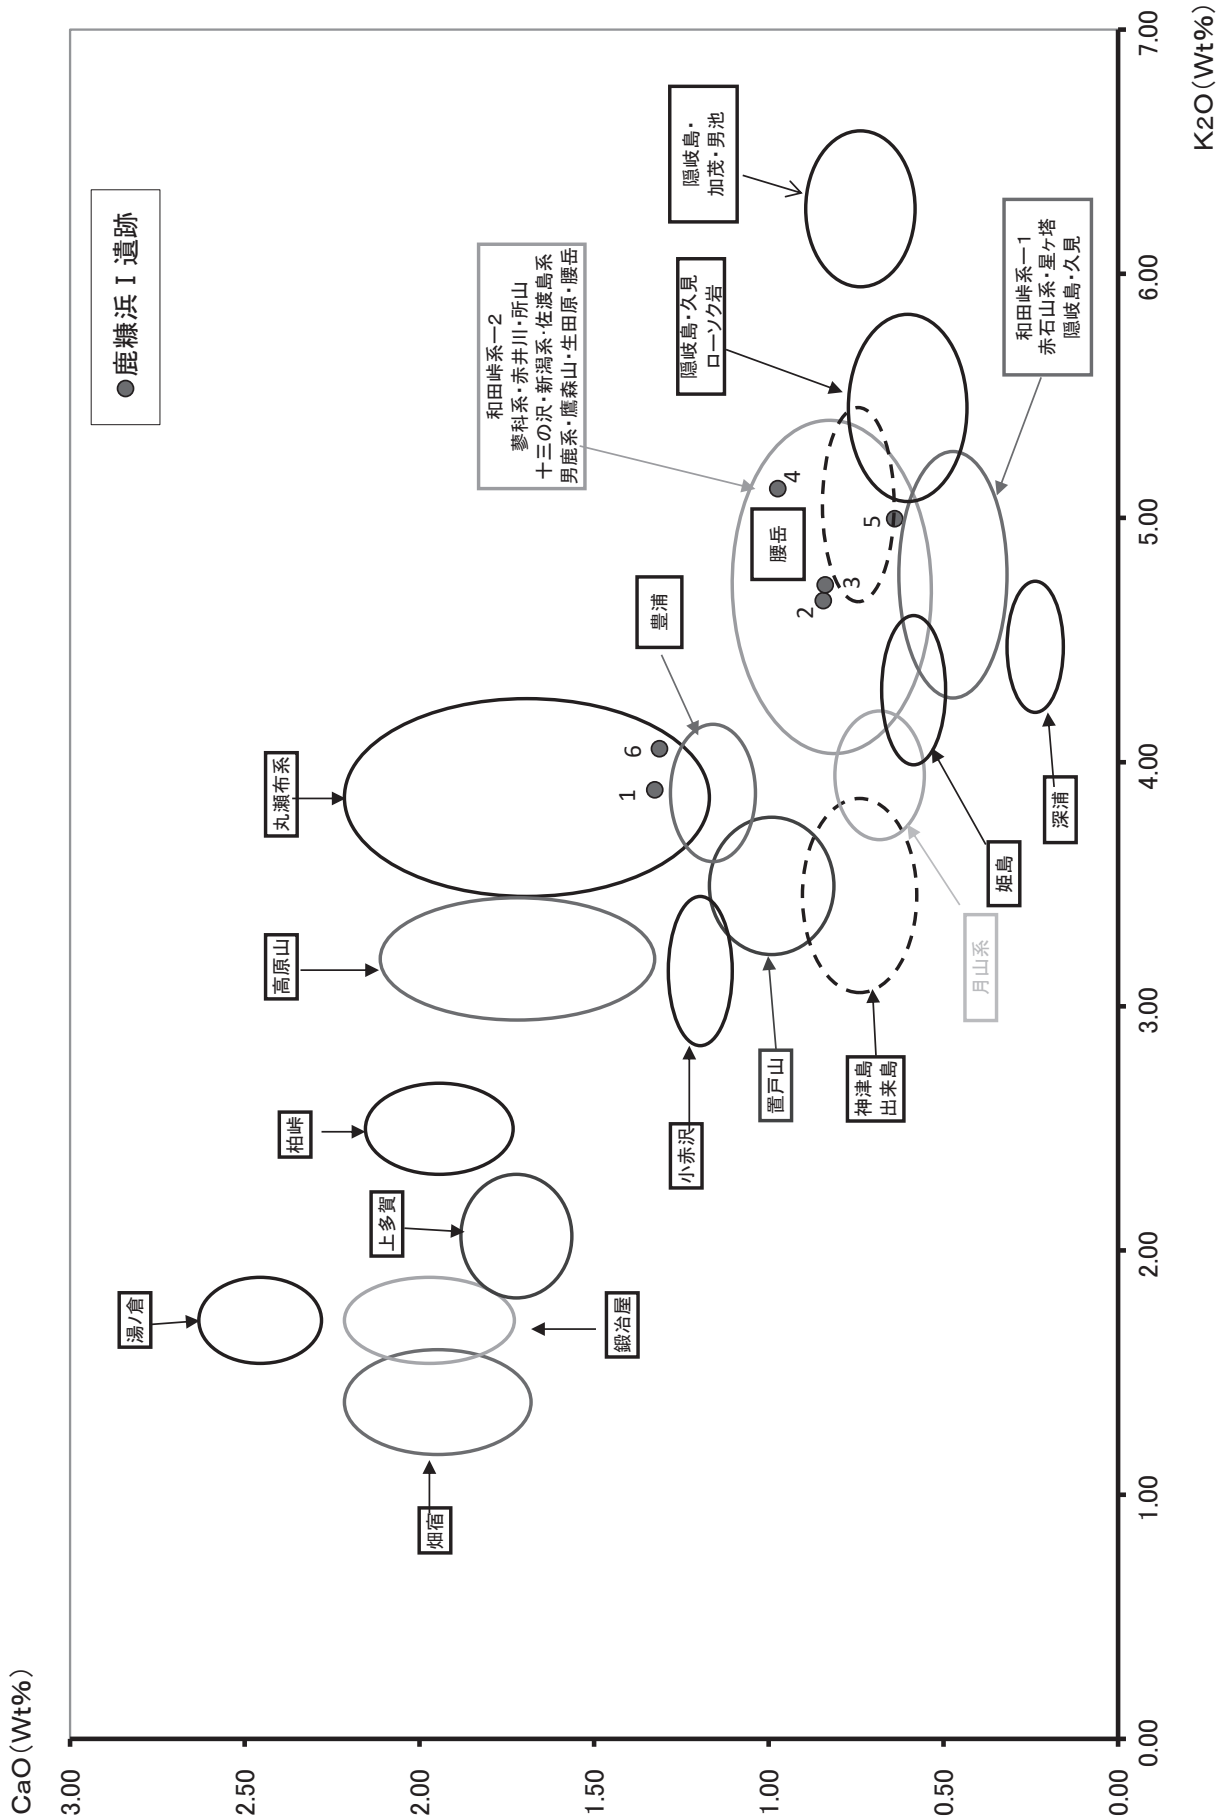 CaO(Wt%)
3.00
2.50
2.00
1.50
1.00
0.50
0.00
0.00
1.00
2.00
3.00
4.00
5.00
6.00
7.00
K2O(Wt%)
●鹿糠浜Ⅰ遺跡
湯ノ倉
畑宿
鍛冶屋
上多賀
柏峠
高原山
丸瀬布系
小赤沢
置戸山
神津島
出来島
月山系
姫島
深浦
豊浦
腰岳
和田峠系ー2
蓼科系・赤井川・所山
十三の沢・新潟系・佐渡島系
男鹿系・鷹森山・生田原・腰岳
隠岐島・久見
ローソク岩
隠岐島・
加茂・男池
和田峠系ー1
赤石山系・星ヶ塔
隠岐島・久見
1
6
2
3
4
5